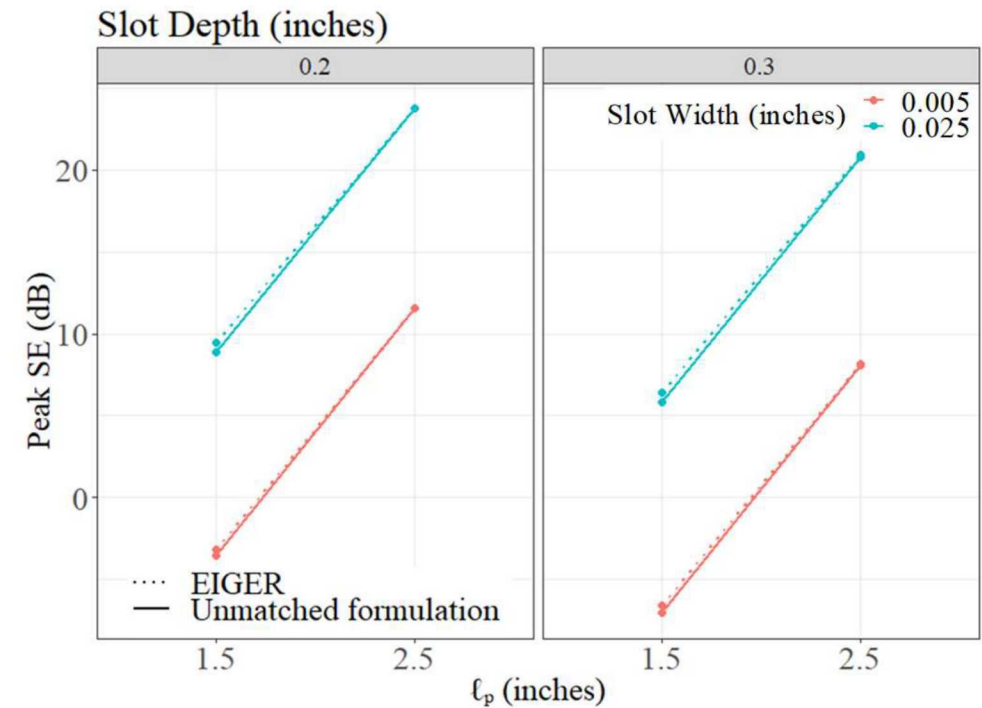 Slot Depth (inches)
0.2
0.3
Slot Width (inches)
0.005
0.025
Peak SE (dB)
20
10
0
EIGER
Unmatched formulation
1.5
2.5
1.5
2.5
ℓₚ (inches)